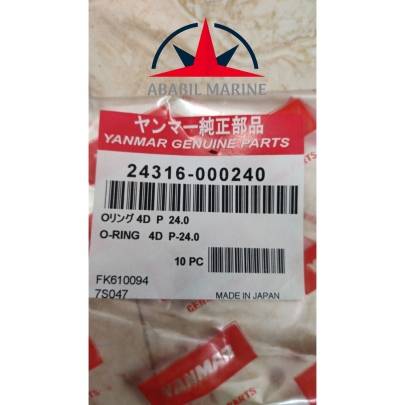 ABABIL MARINE
ヤンマー純正部品
YANMAR GENUINE PARTS
24316-000240
Oリング 4D P 24.0
O-RING 4D P-24.0
10 PC
FK610094
7S047
MADE IN JAPAN
YANMAR